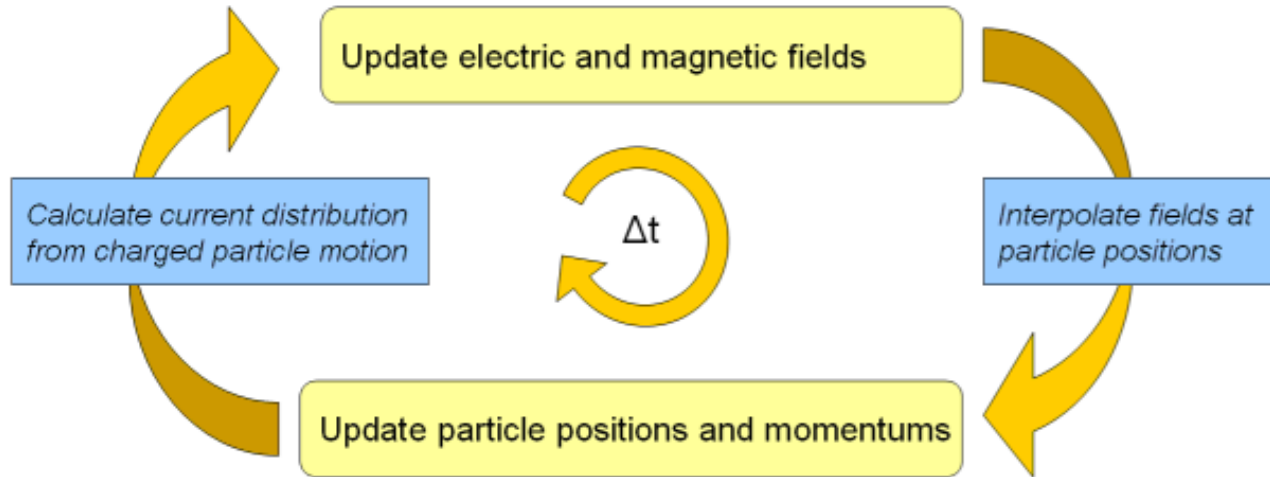 Update electric and magnetic fields
Calculate current distribution
from charged particle motion
Δt
Interpolate fields at
particle positions
Update particle positions and momentums